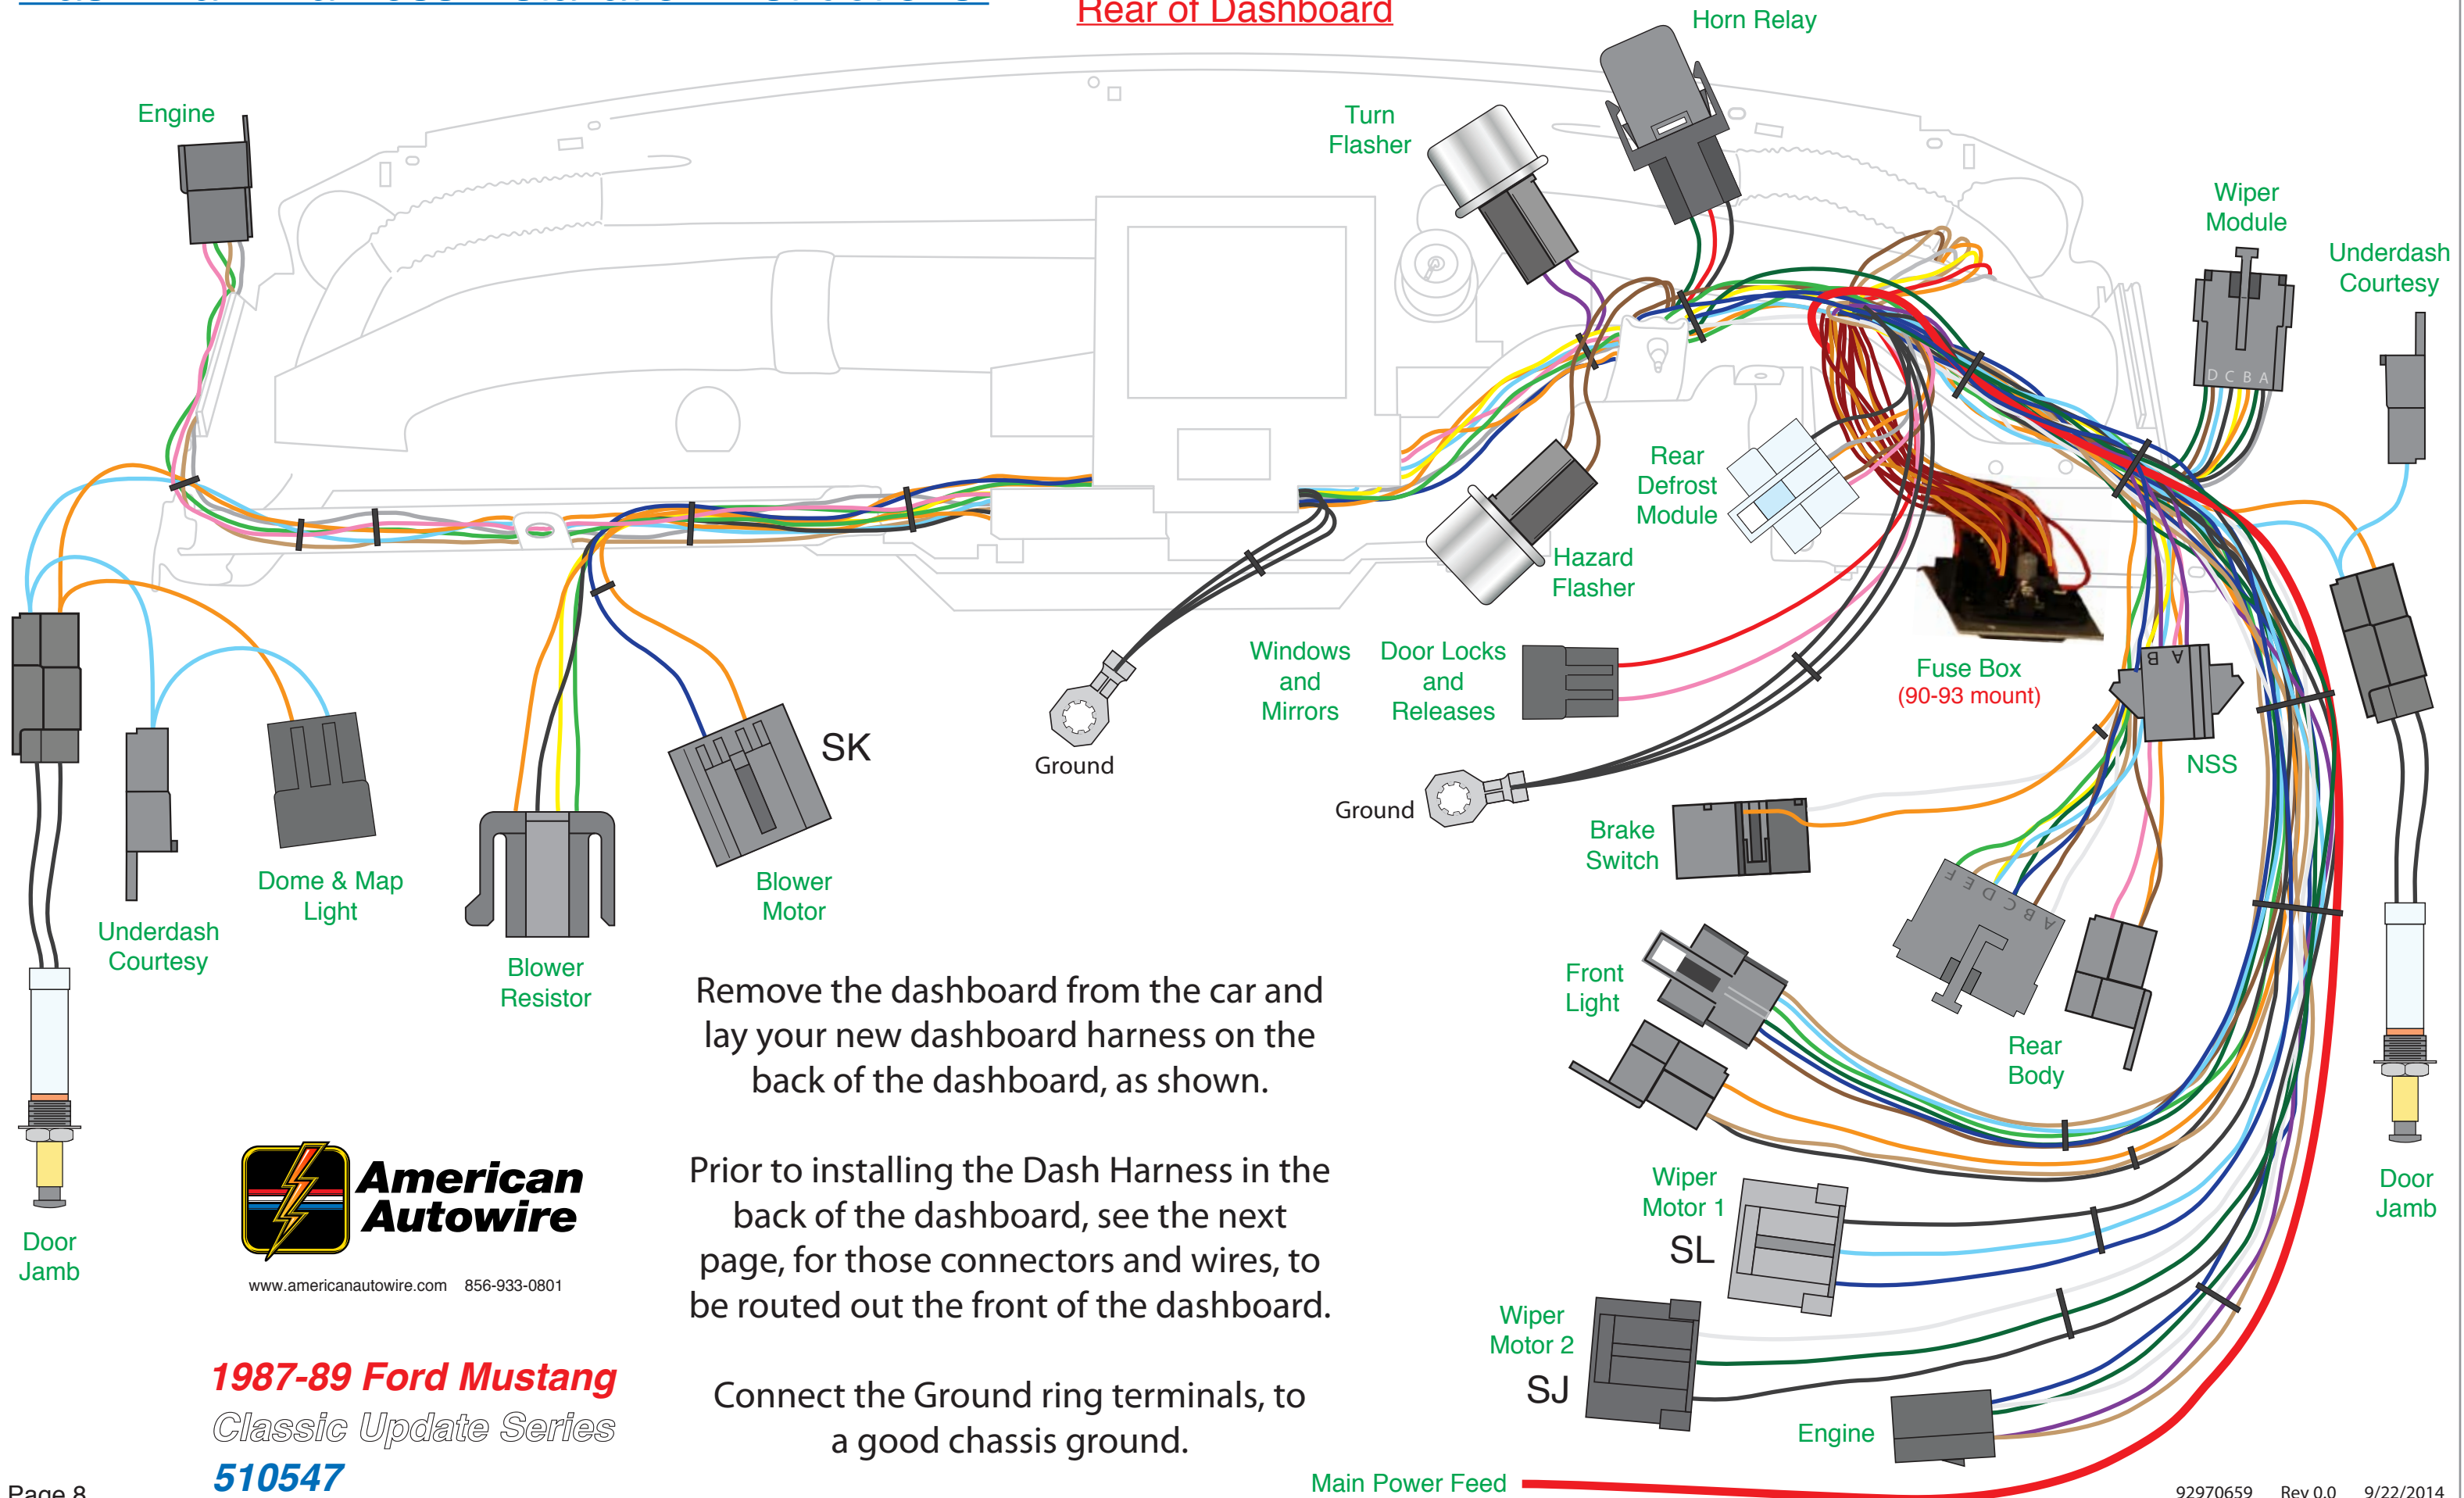 Rear of Dashboard
Horn Relay
Engine
Turn
Flasher
Wiper
Module
Underdash
Courtesy
D C B A
Rear
Defrost
Module
Hazard
Flasher
Windows
and
Mirrors
Door Locks
and
Releases
Fuse Box
(90-93 mount)
B A
NSS
SK
Ground
Ground
Brake
Switch
F E D C B A
Dome & Map
Light
Blower
Motor
Underdash
Courtesy
Blower
Resistor
Front
Light
Rear
Body
Remove the dashboard from the car and
lay your new dashboard harness on the
back of the dashboard, as shown.
Prior to installing the Dash Harness in the
back of the dashboard, see the next
page, for those connectors and wires, to
be routed out the front of the dashboard.
Connect the Ground ring terminals, to
a good chassis ground.
Door
Jamb
American
Autowire
www.americanautowire.com 856-933-0801
Wiper
Motor 1
SL
Door
Jamb
Wiper
Motor 2
SJ
1987-89 Ford Mustang
Classic Update Series
510547
Engine
Main Power Feed
Page 8
92970659 Rev 0.0 9/22/2014